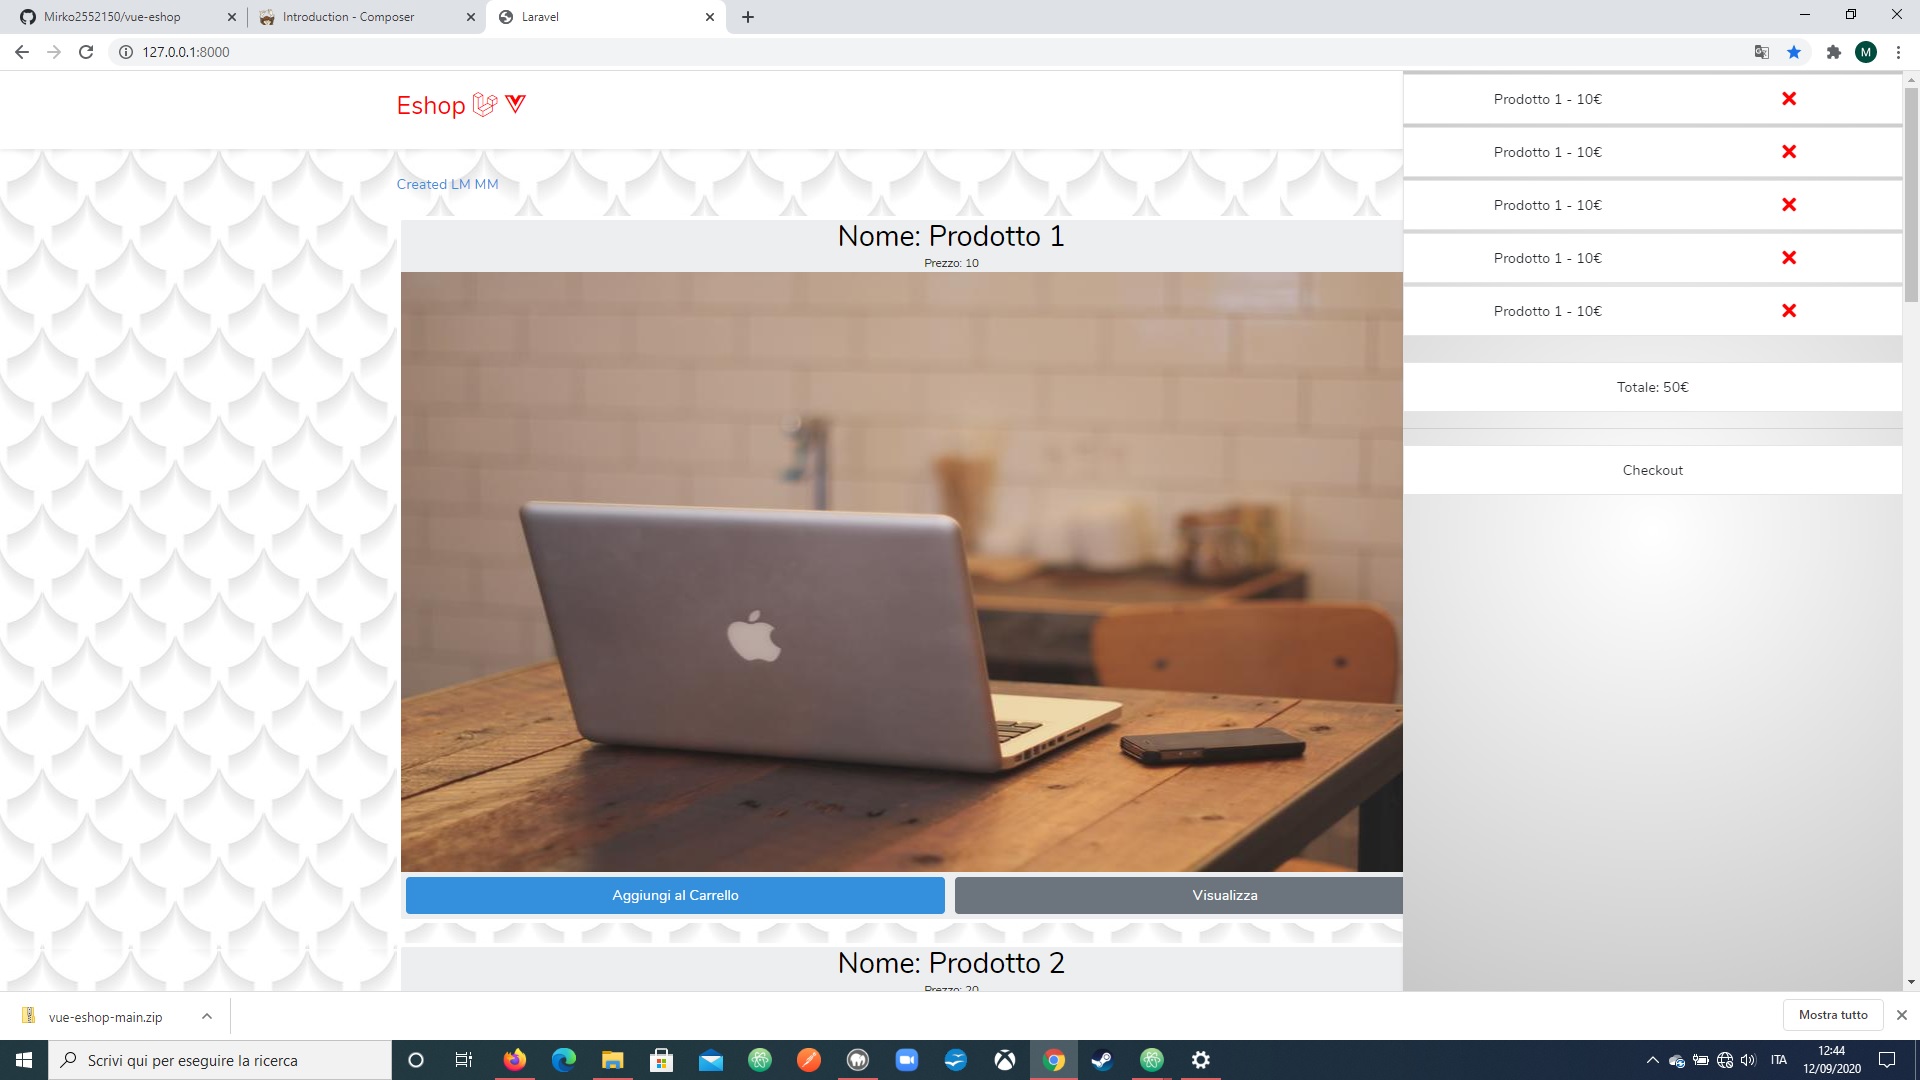 Mirko2552150/vue-eshop
Introduction - Composer
Laravel
127.0.0.1:8000
M
Eshop
Created LM MM
Nome: Prodotto 1
Prezzo: 10
Aggiungi al Carrello
Visualizza
Nome: Prodotto 2
Prezzo: 20
Prodotto 1 - 10€
Prodotto 1 - 10€
Prodotto 1 - 10€
Prodotto 1 - 10€
Prodotto 1 - 10€
Totale: 50€
Checkout
vue-eshop-main.zip
Mostra tutto
Scrivi qui per eseguire la ricerca
ITA
12:44
12/09/2020